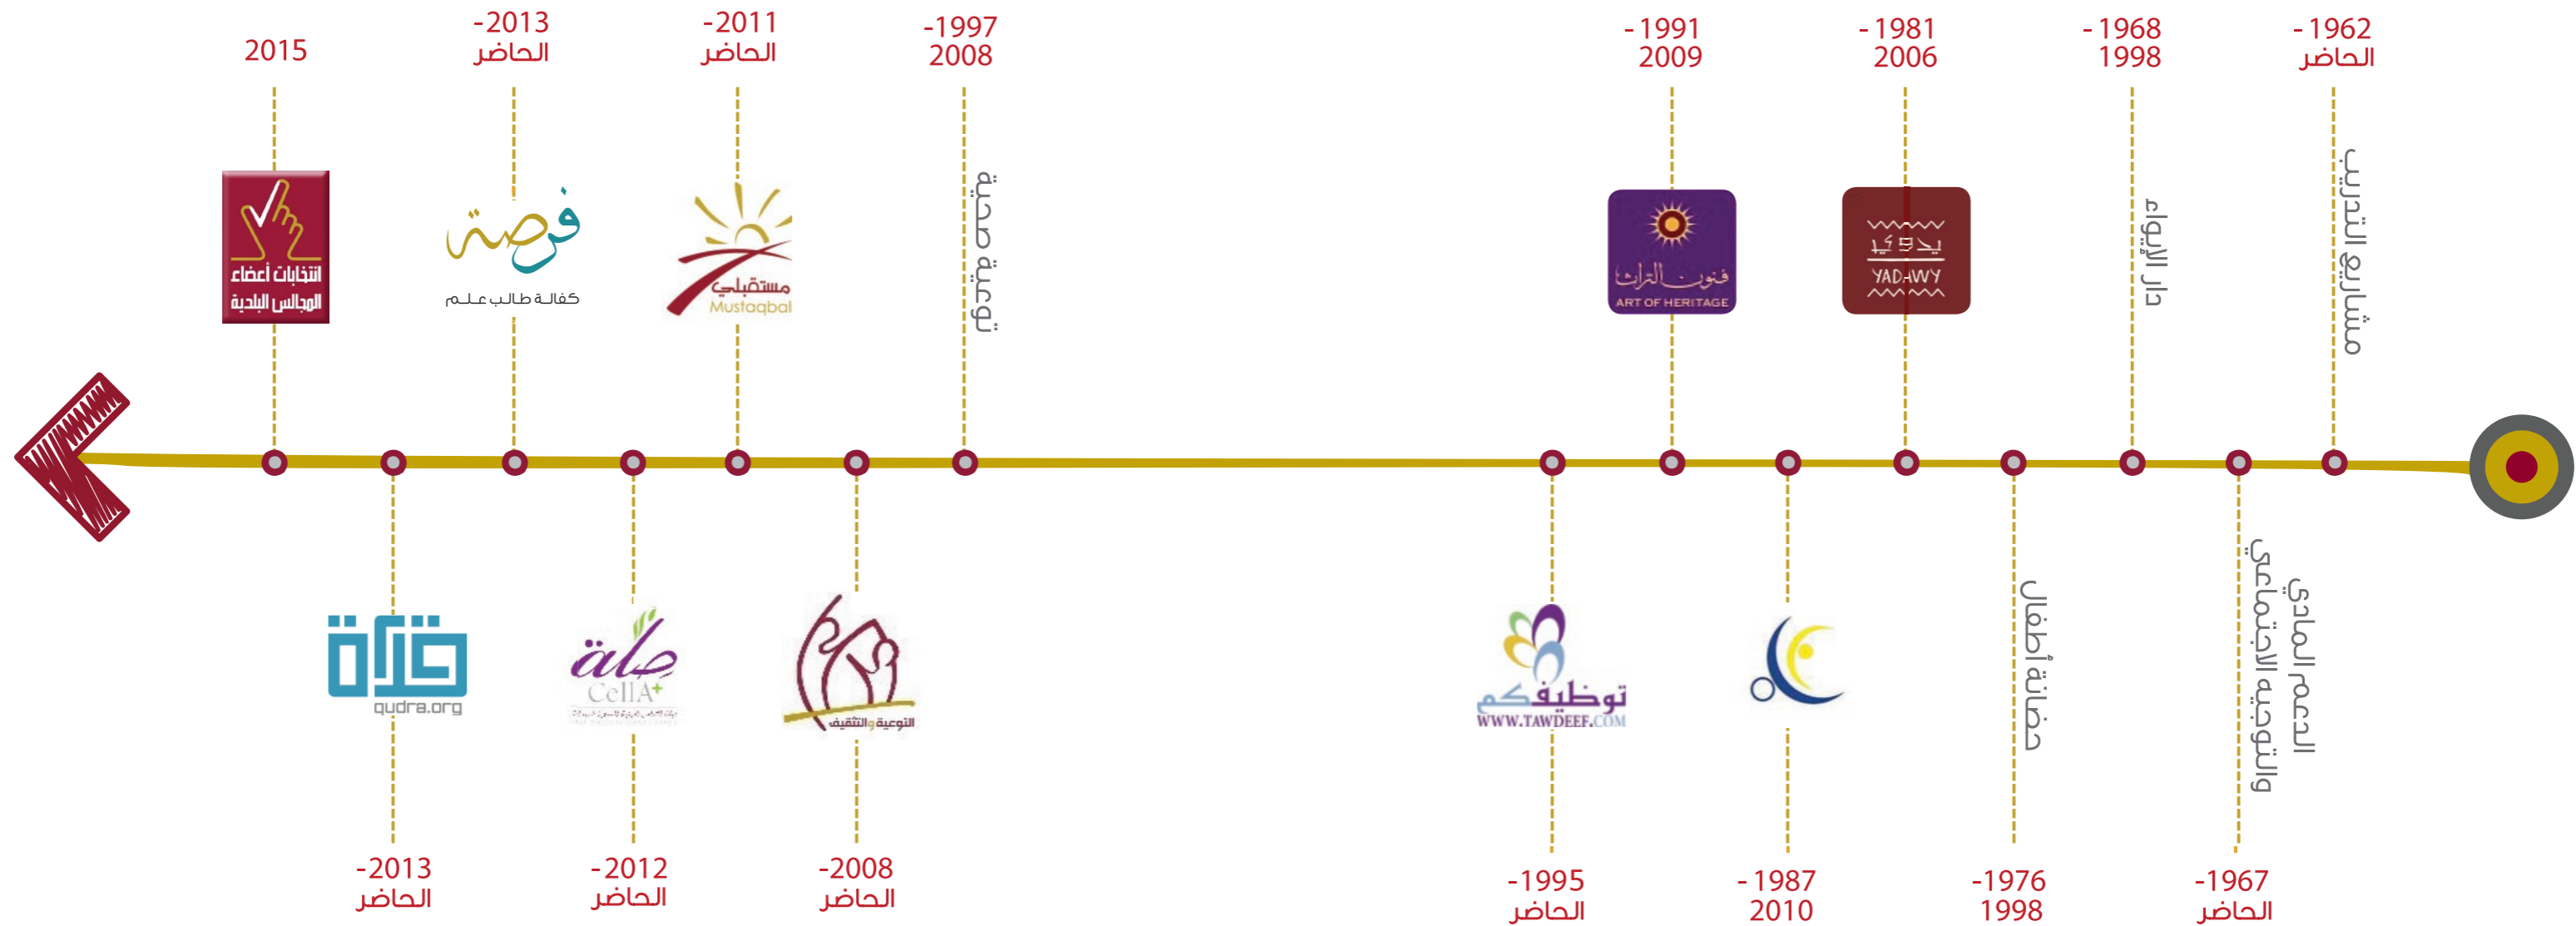 -1962
الحاضر
مشاريع التدريب
-1967
الحاضر
الدعم المادي
والتوجيه الاجتماعي
-1968
1998
دار الإيواء
-1976
1998
حضانة أطفال
-1981
2006
يدوي
YADAWY
-1987
2010
-1991
2009
فنون التراث
ART OF HERITAGE
-1995
الحاضر
توظيفكم
WWW.TAWDEEF.COM
-1997
2008
توعية صحية
-2008
الحاضر
التوعية والتثقيف
-2011
الحاضر
مستقبلي
Mustaqbal
-2012
الحاضر
صلة
CellA+
-2013
الحاضر
فرصة
كفالة طالب علم
-2013
الحاضر
قدرة
qudra.org
2015
انتخابات أعضاء
المجالس البلدية